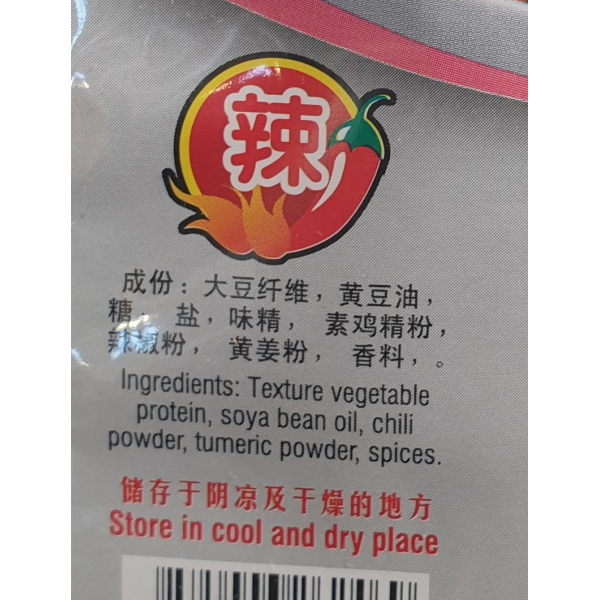 辣
成份：大豆纤维，黄豆油，
糖，盐，味精，素鸡精粉，
辣椒粉，黄姜粉，香料，。
Ingredients: Texture vegetable
protein, soya bean oil, chili
powder, tumeric powder, spices.
储存于阴凉及干燥的地方
Store in cool and dry place